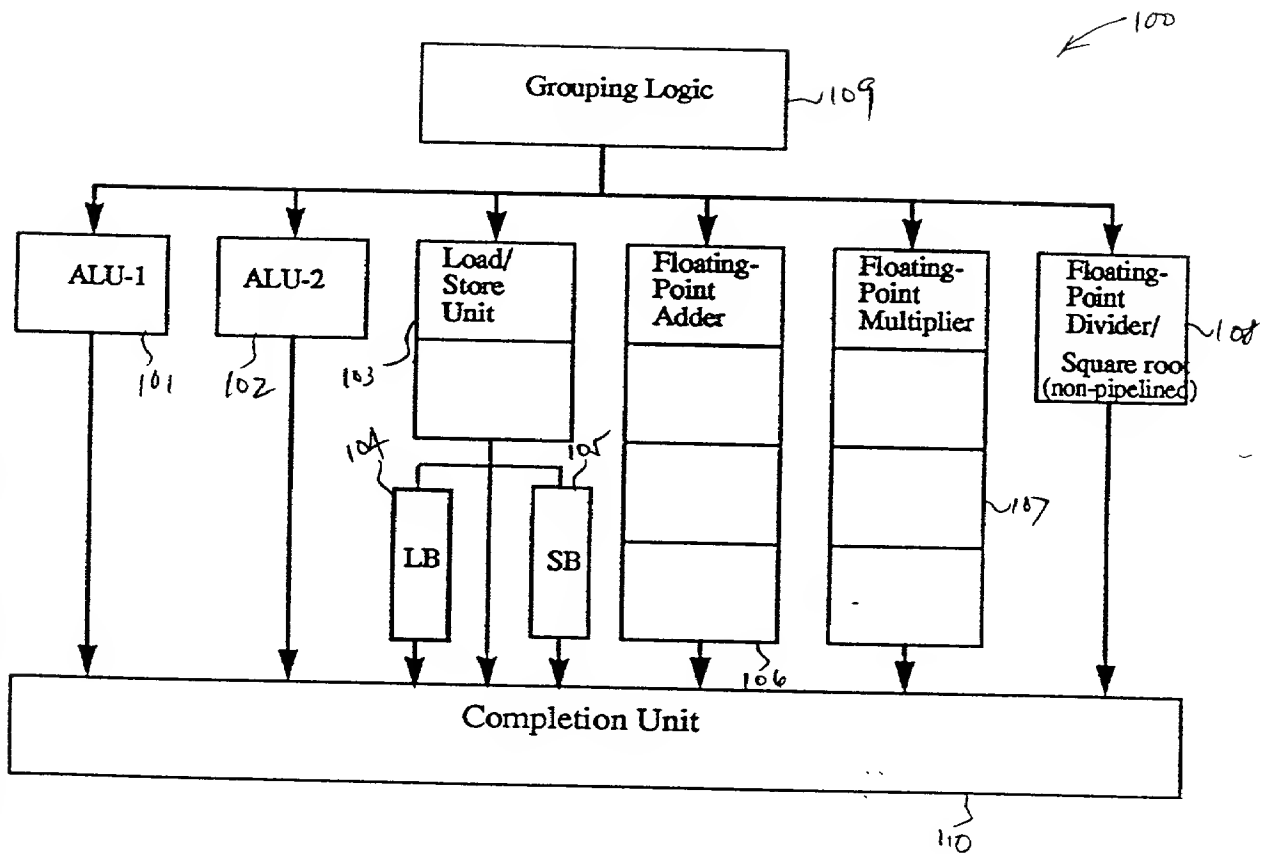 100
Grouping Logic
109
ALU-1
101
ALU-2
102
Load/
Store
Unit
103
Floating-
Point
Adder
Floating-
Point
Multiplier
Floating-
Point
Divider/
Square roo
(non-pipelined)
108
104
105
LB
SB
107
106
Completion Unit
110